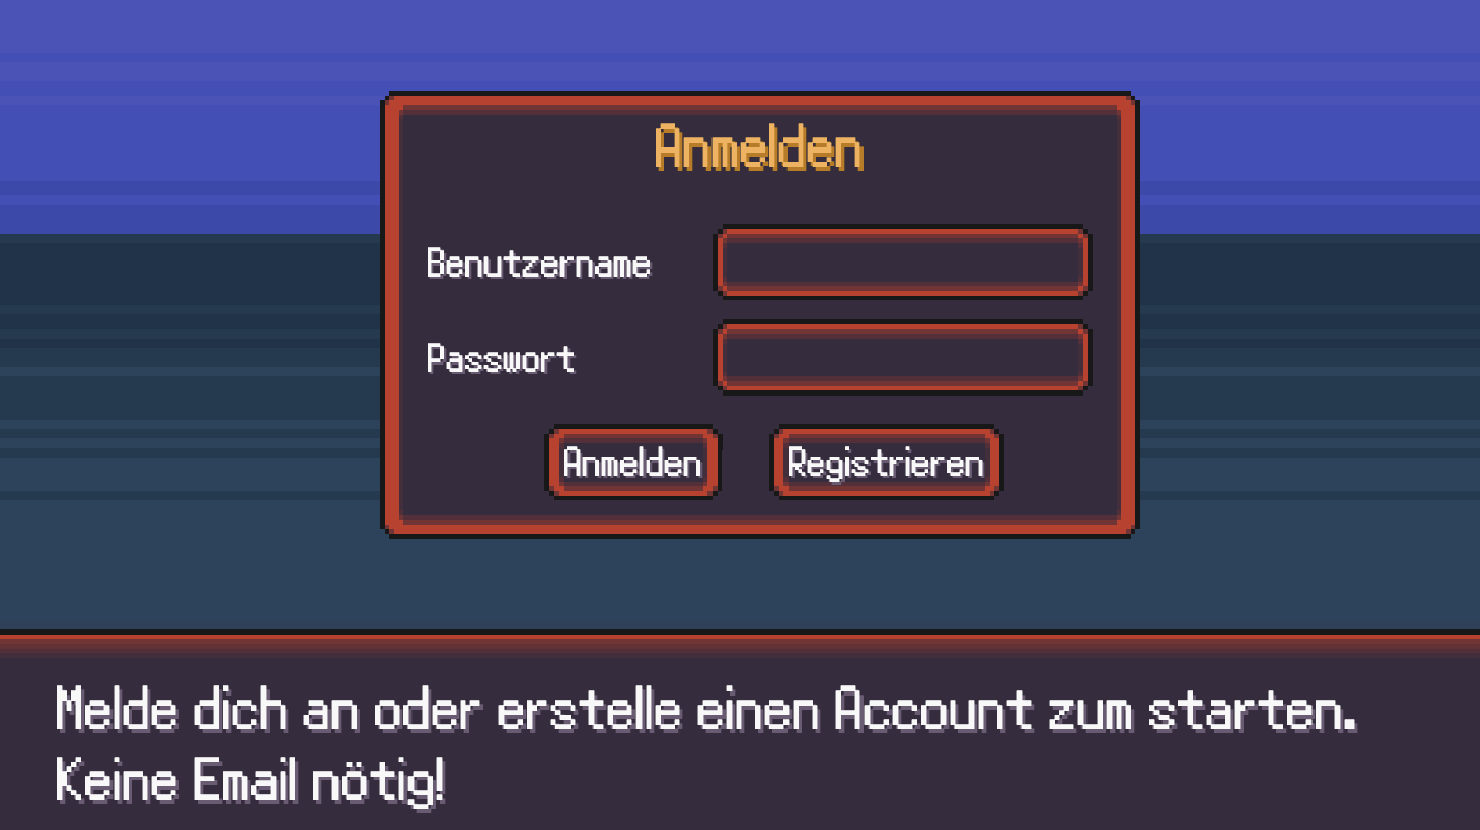 Anmelden
Benutzername
Passwort
Anmelden Registrieren
Melde dich an oder erstelle einen Account zum starten.
Keine Email nötig!